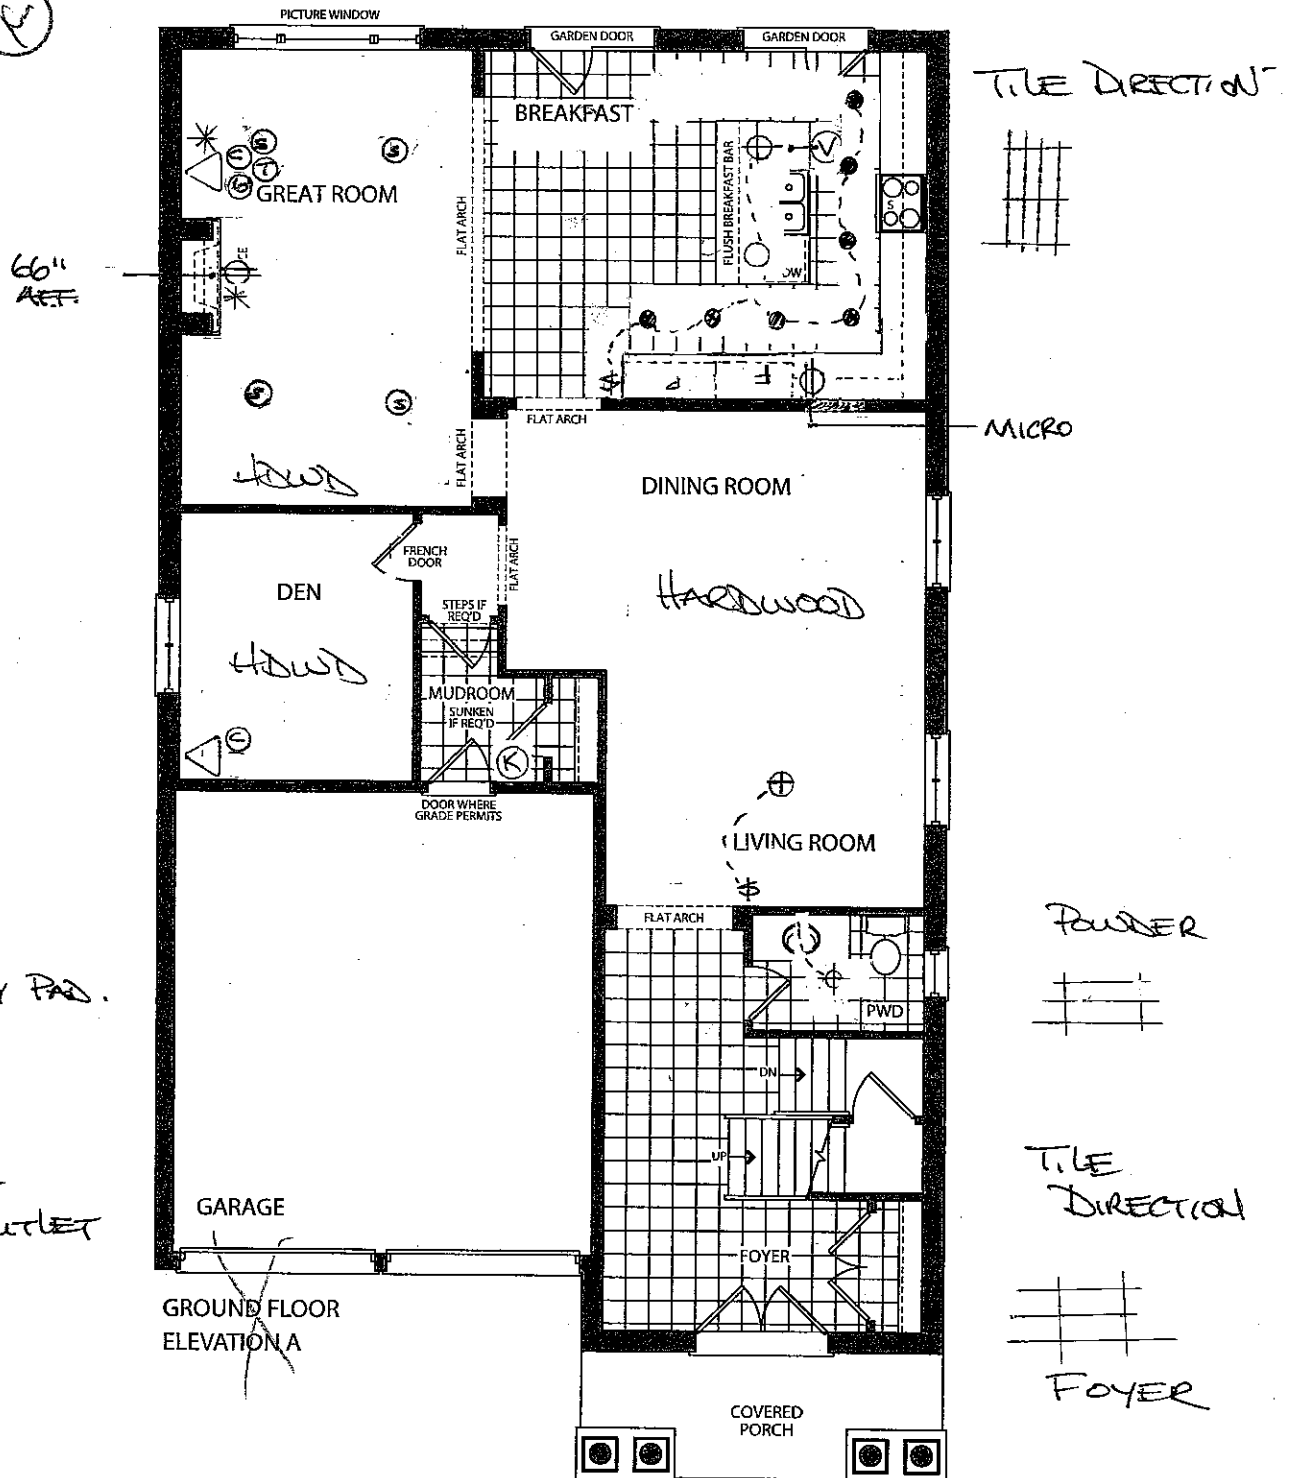 K
PICTURE WINDOW
GARDEN DOOR
GARDEN DOOR
TILE DIRECTION
BREAKFAST
S
C
S
T
V
GREAT ROOM
FLUSH BREAKFAST BAR
FLAT ARCH
S
DW
66"
A.F.F.
S
S
FLAT ARCH
MICRO
FLAT ARCH
HDWD
DINING ROOM
FRENCH
DOOR
FLAT ARCH
DEN
HARDWOOD
STEPS IF
REQ'D
HDWD
MUDROOM
SUNKEN
IF REQ'D
C
K
DOOR WHERE
GRADE PERMITS
LIVING ROOM
$
FLAT ARCH
POWDER
Y PAD.
PWD
DN
UP
TILE
DIRECTION
GARAGE
UTLET
FOYER
GROUND FLOOR
ELEVATION A
FOYER
COVERED
PORCH